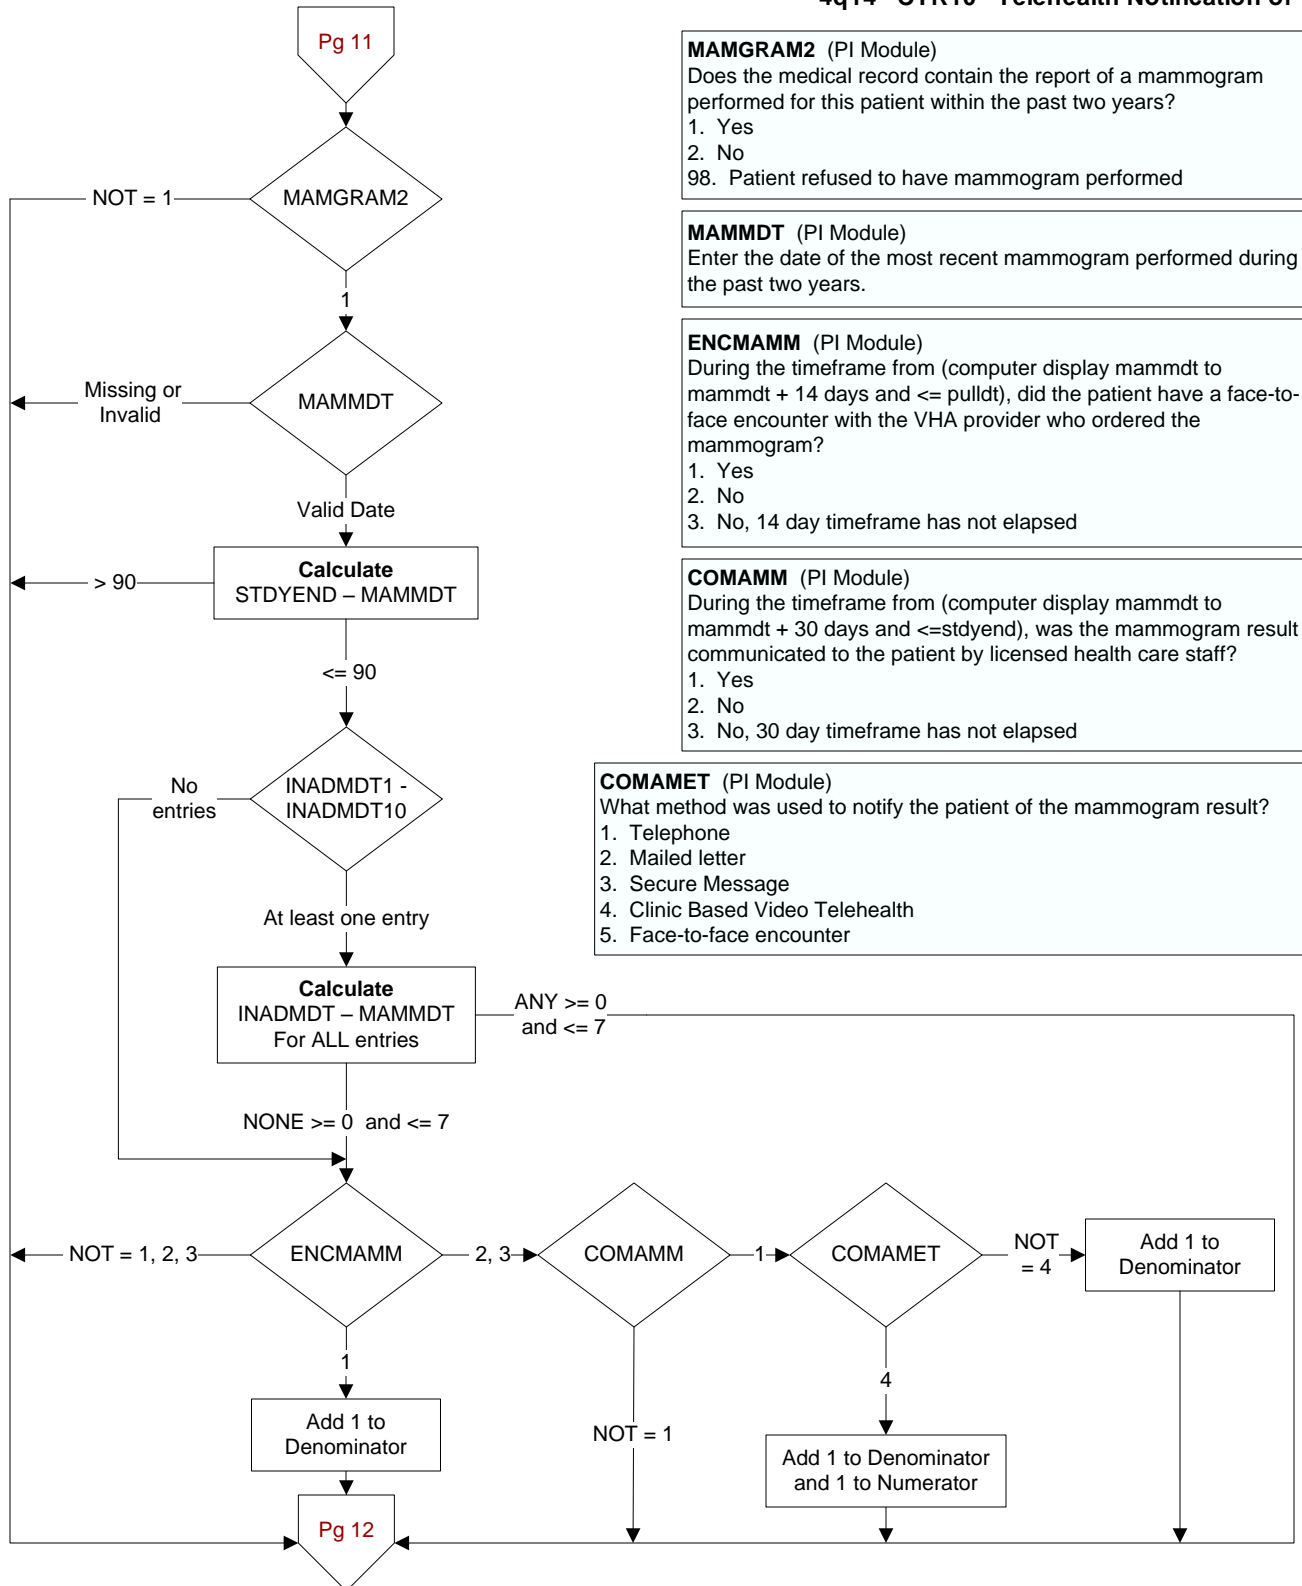 4q14 - CTR10 - Telehealth Notification of
Pg 11
MAMGRAM2
NOT = 1
1
MAMMDT
Missing or
Invalid
Valid Date
Calculate
STDYEND – MAMMDT
> 90
<= 90
INADMDT1 -
INADMDT10
No
entries
At least one entry
Calculate
INADMDT – MAMMDT
For ALL entries
ANY >= 0
and <= 7
NONE >= 0 and <= 7
NOT = 1, 2, 3
ENCMAMM
2, 3
COMAMM
1
COMAMET
NOT
= 4
Add 1 to
Denominator
1
Add 1 to
Denominator
NOT = 1
4
Add 1 to Denominator
and 1 to Numerator
Pg 12
MAMGRAM2 (PI Module)
Does the medical record contain the report of a mammogram
performed for this patient within the past two years?
1. Yes
2. No
98. Patient refused to have mammogram performed
MAMMDT (PI Module)
Enter the date of the most recent mammogram performed during
the past two years.
ENCMAMM (PI Module)
During the timeframe from (computer display mammdt to
mammdt + 14 days and <= pulldt), did the patient have a face-to-
face encounter with the VHA provider who ordered the
mammogram?
1. Yes
2. No
3. No, 14 day timeframe has not elapsed
COMAMM (PI Module)
During the timeframe from (computer display mammdt to
mammdt + 30 days and <=stdyend), was the mammogram result
communicated to the patient by licensed health care staff?
1. Yes
2. No
3. No, 30 day timeframe has not elapsed
COMAMET (PI Module)
What method was used to notify the patient of the mammogram result?
1. Telephone
2. Mailed letter
3. Secure Message
4. Clinic Based Video Telehealth
5. Face-to-face encounter